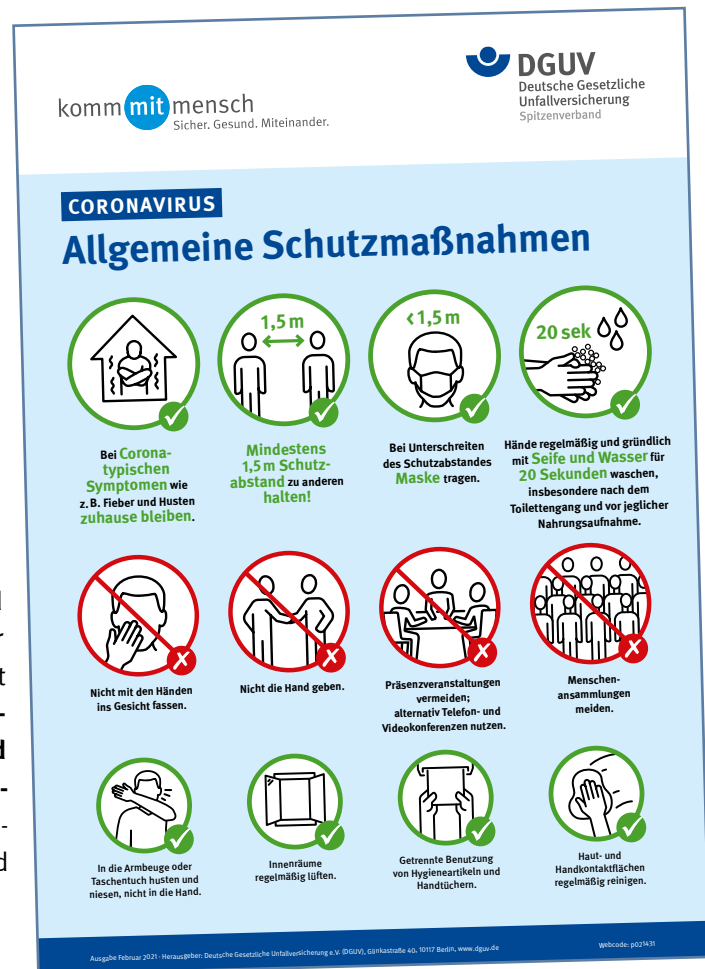 komm mit mensch
Sicher. Gesund. Miteinander.
DGUV
Deutsche Gesetzliche
Unfallversicherung
Spitzenverband
CORONAVIRUS
Allgemeine Schutzmaßnahmen
1,5 m
< 1,5 m
20 sek
Bei Corona-
typischen
Symptomen wie
z. B. Fieber und Husten
zuhause bleiben.
Mindestens
1,5 m Schutz-
abstand zu anderen
halten!
Bei Unterschreiten
des Schutzabstandes
Maske tragen.
Hände regelmäßig und gründlich
mit Seife und Wasser für
20 Sekunden waschen,
insbesondere nach dem
Toilettengang und vor jeglicher
Nahrungsaufnahme.
Nicht mit den Händen
ins Gesicht fassen.
Nicht die Hand geben.
Präsenzveranstaltungen
vermeiden;
alternativ Telefon- und
Videokonferenzen nutzen.
Menschen-
ansammlungen
meiden.
In die Armbeuge oder
Taschentuch husten und
niesen, nicht in die Hand.
Innenräume
regelmäßig lüften.
Getrennte Benutzung
von Hygieneartikeln und
Handtüchern.
Haut- und
Handkontaktflächen
regelmäßig reinigen.
Ausgabe Februar 2021 · Herausgeber: Deutsche Gesetzliche Unfallversicherung e.V. (DGUV), Glinkastraße 40, 10117 Berlin, www.dguv.de
Webcode: p021431